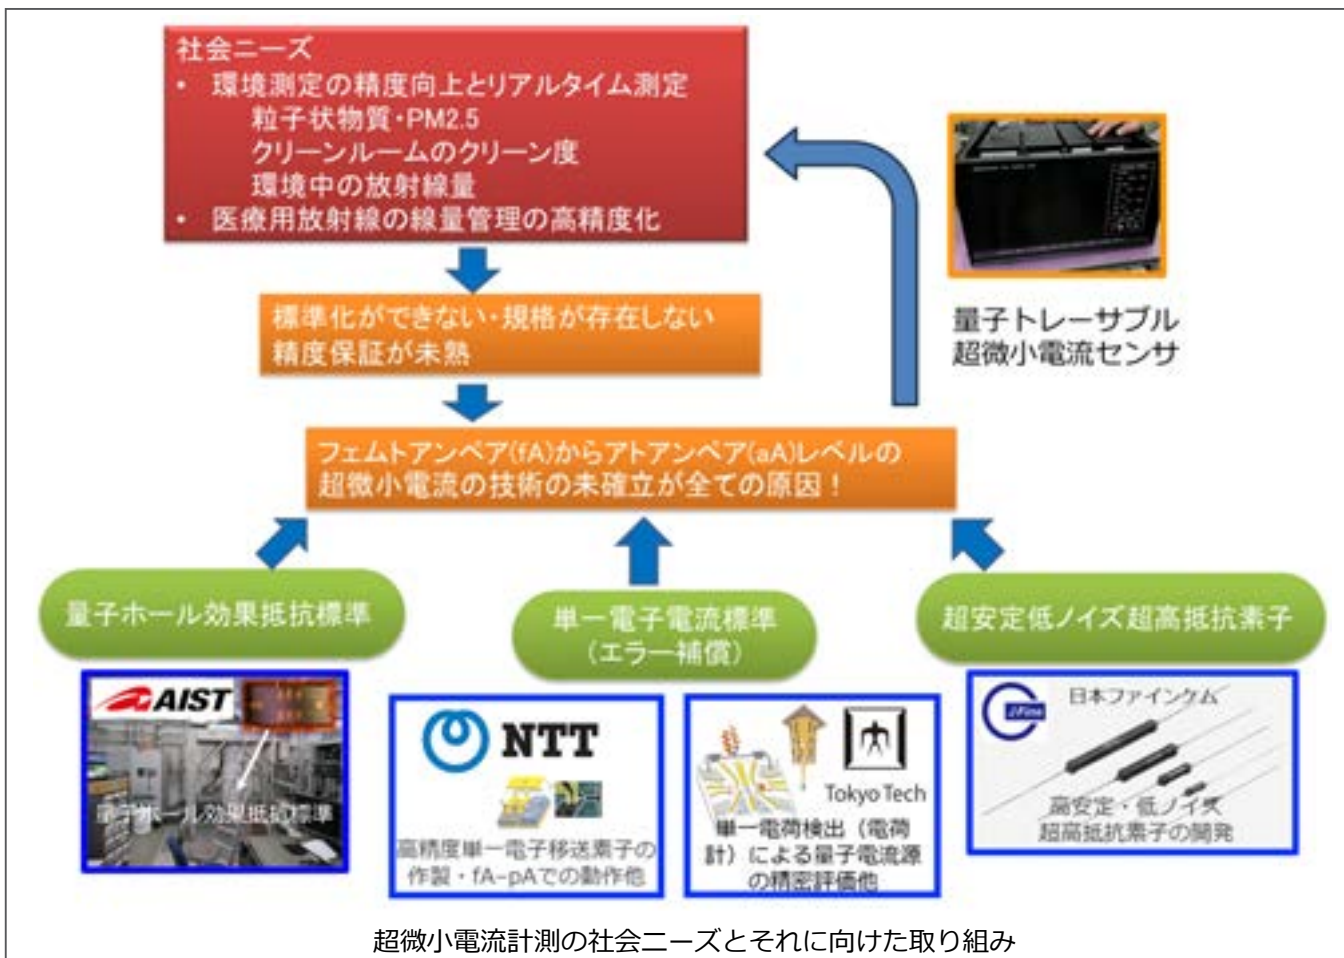 社会ニーズ
• 環境測定の精度向上とリアルタイム測定
粒子状物質・PM2.5
クリーンルームのクリーン度
環境中の放射線量
• 医療用放射線の線量管理の高精度化
量子トレーサブル
超微小電流センサ
標準化ができない・規格が存在しない
精度保証が未熟
フェムトアンペア(fA)からアトアンペア(aA)レベルの
超微小電流の技術の未確立が全ての原因！
量子ホール効果抵抗標準
単一電子電流標準
（エラー補償）
超安定低ノイズ超高抵抗素子
AIST
量子ホール効果抵抗標準
NTT
高精度単一電子移送素子の
作製・fA-pAでの動作他
Tokyo Tech
単一電荷検出（電荷
計）による量子電流源
の精密評価他
JFine
日本ファインケム
高安定・低ノイズ
超高抵抗素子の開発
超微小電流計測の社会ニーズとそれに向けた取り組み